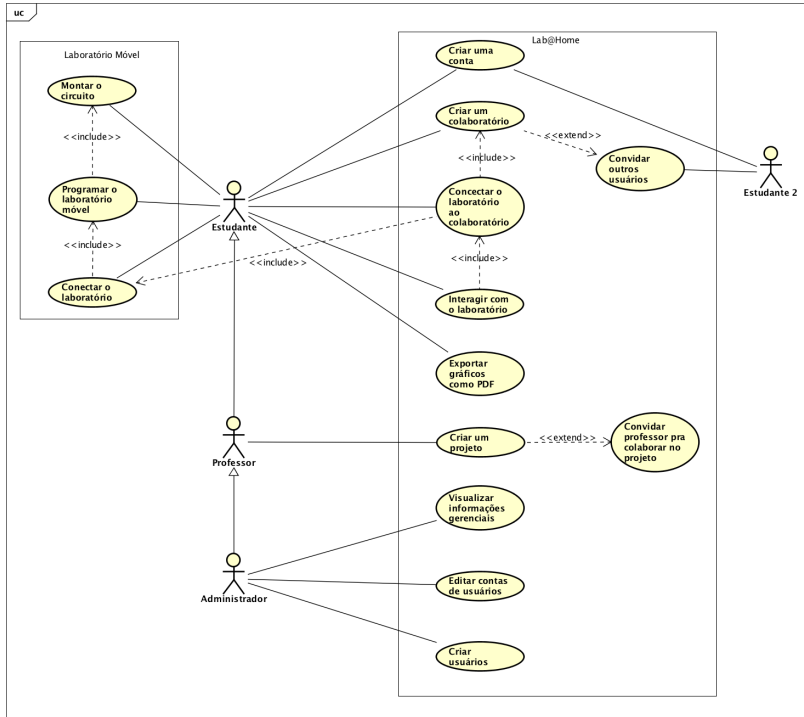 uc
Laboratório Móvel
Lab@Home
Criar uma
conta
Montar o
circuito
Criar um
colaboratório
<<include>>
<<extend>>
<<include>>
Convidar
outros
usuários
Estudante 2
Programar o
laboratório
móvel
Estudante
Concectar o
laboratório
ao
colaboratório
<<include>>
<<include>>
<<include>>
Conectar o
laboratório
Interagir com
o laboratório
Exportar
gráficos
como PDF
Professor
Criar um
projeto
<<extend>>
Convidar
professor pra
colaborar no
projeto
Visualizar
informações
gerenciais
Administrador
Editar contas
de usuários
Criar
usuários